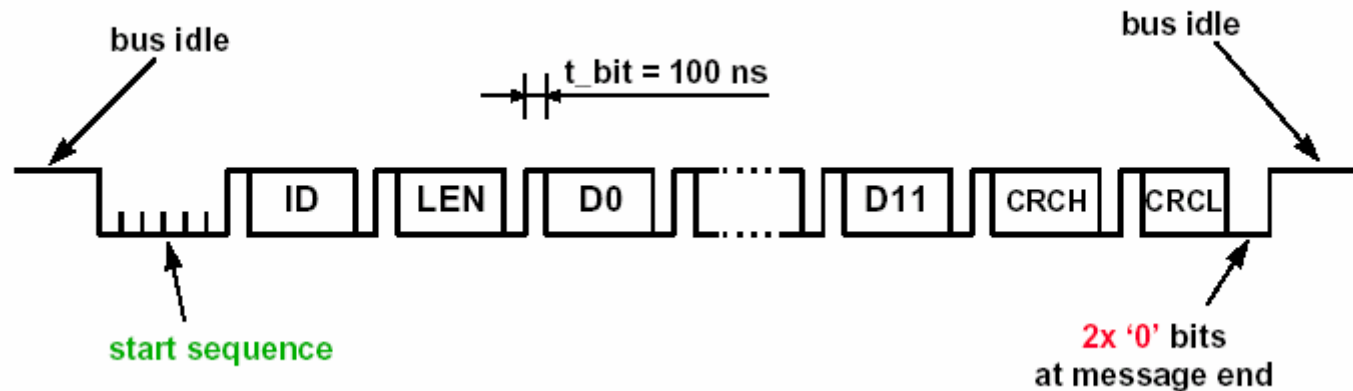 bus idle
bus idle
t_bit = 100 ns
ID
LEN
D0
D11
CRCH
CRCL
start sequence
2x ‘0’ bits
at message end